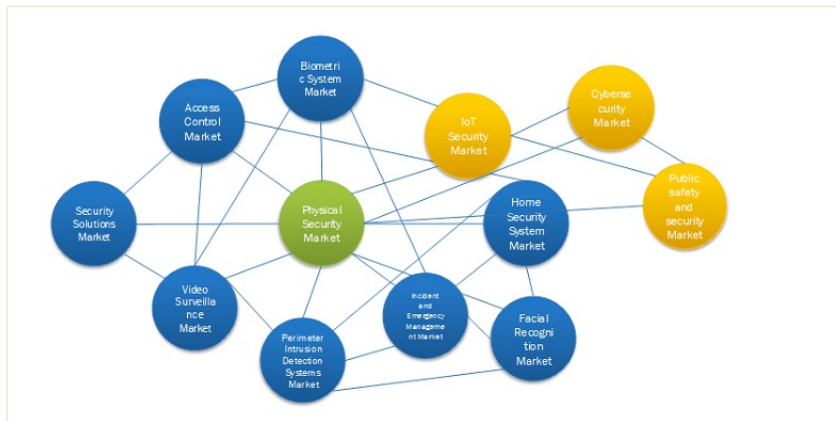 Biometri
c System
Market
Access
Control
Market
IoT
Security
Market
Cyberse
curity
Market
Security
Solutions
Market
Physical
Security
Market
Home
Security
System
Market
Public
safety
and
security
Market
Video
Surveilla
nce
Market
Perimeter
Intrusion
Detection
Systems
Market
Incident
and
Emergency
Manageme
nt Market
Facial
Recogni
tion
Market